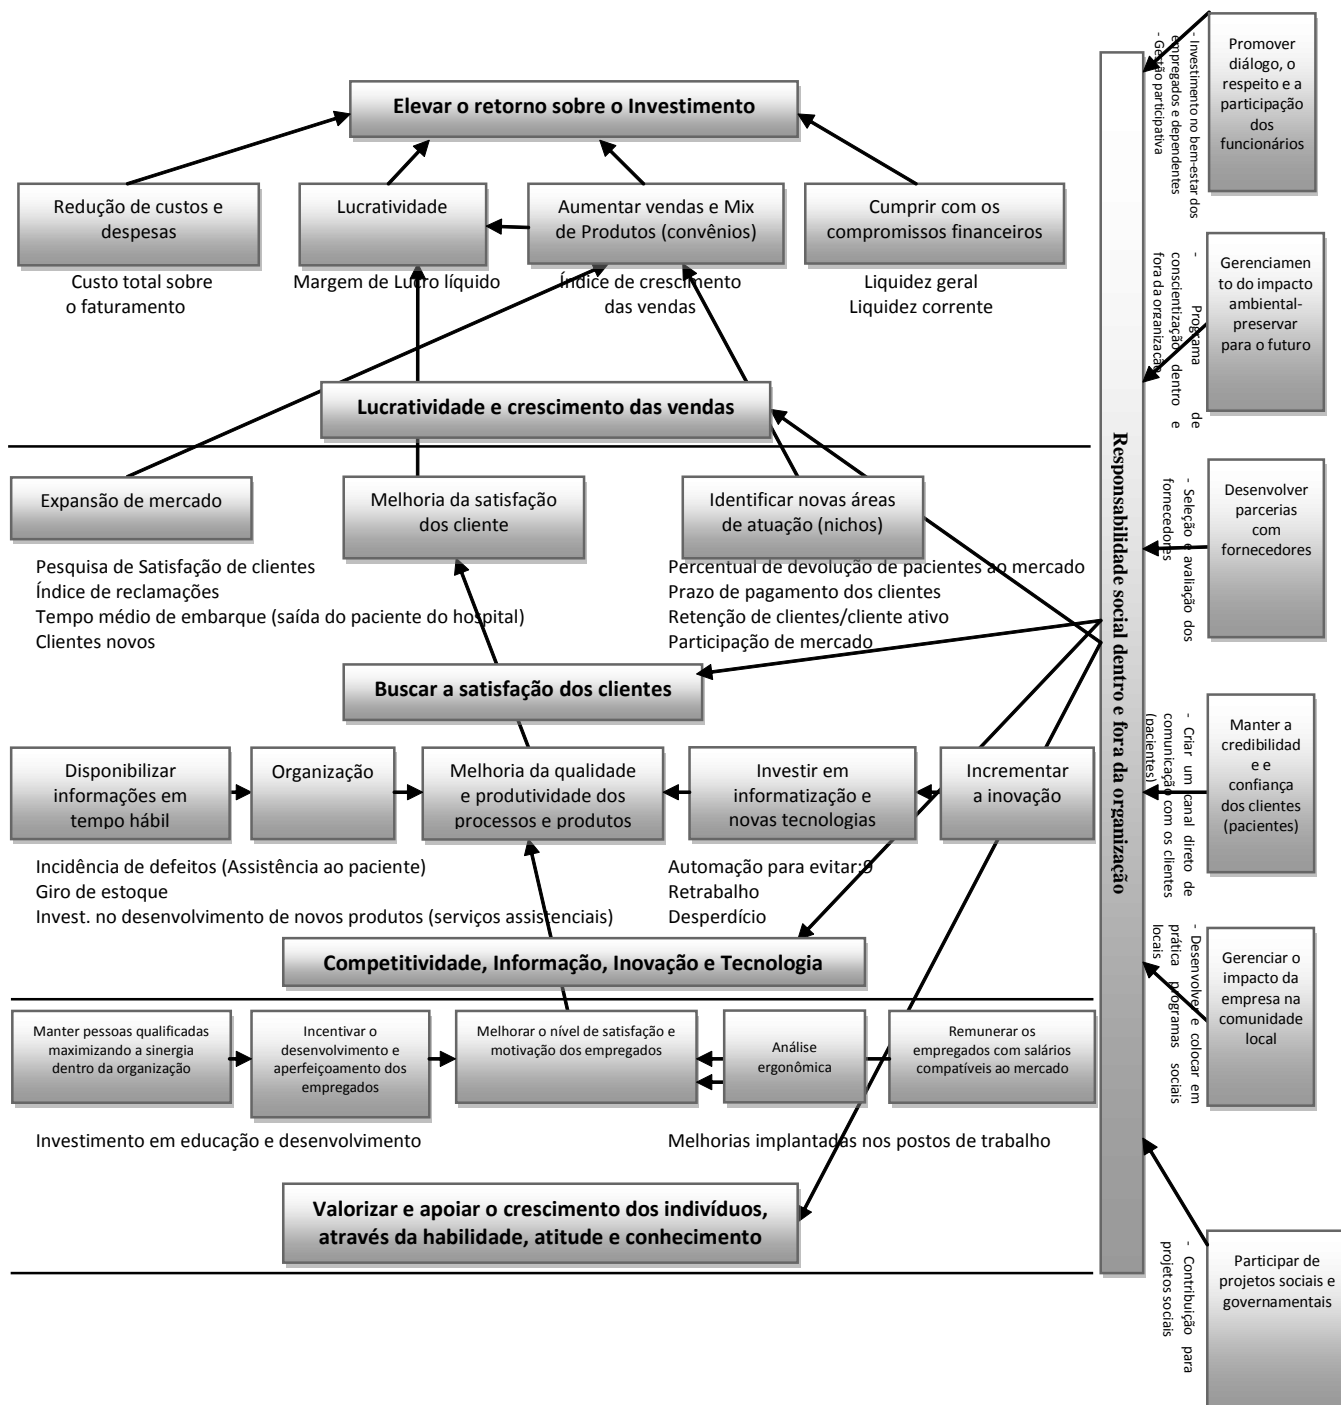 Elevar o retorno sobre o Investimento
Redução de custos e
despesas
Lucratividade
Aumentar vendas e Mix
de Produtos (convênios)
Cumprir com os
compromissos financeiros
Custo total sobre
o faturamento
Margem de Lucro líquido
Índice de crescimento
das vendas
Liquidez geral
Liquidez corrente
Lucratividade e crescimento das vendas
Expansão de mercado
Melhoria da satisfação
dos cliente
Identificar novas áreas
de atuação (nichos)
Pesquisa de Satisfação de clientes
Índice de reclamações
Tempo médio de embarque (saída do paciente do hospital)
Clientes novos
Percentual de devolução de pacientes ao mercado
Prazo de pagamento dos clientes
Retenção de clientes/cliente ativo
Participação de mercado
Buscar a satisfação dos clientes
Disponibilizar
informações em
tempo hábil
Organização
Melhoria da qualidade
e produtividade dos
processos e produtos
Investir em
informatização e
novas tecnologias
Incrementar
a inovação
Incidência de defeitos (Assistência ao paciente)
Giro de estoque
Invest. no desenvolvimento de novos produtos (serviços assistenciais)
Automação para evitar:9
Retrabalho
Desperdício
Competitividade, Informação, Inovação e Tecnologia
Manter pessoas qualificadas
maximizando a sinergia
dentro da organização
Incentivar o
desenvolvimento e
aperfeiçoamento dos
empregados
Melhorar o nível de satisfação e
motivação dos empregados
Análise
ergonômica
Remunerar os
empregados com salários
compatíveis ao mercado
Investimento em educação e desenvolvimento
Melhorias implantadas nos postos de trabalho
Valorizar e apoiar o crescimento dos indivíduos,
através da habilidade, atitude e conhecimento
Responsabilidade social dentro e fora da organização
- Investimento no bem-estar dos
empregados e dependentes
- Gestão participativa
Promover
diálogo, o
respeito e a
participação
dos
funcionários
- Programa de
conscientização dentro e
fora da organização
Gerenciamen
to do impacto
ambiental-
preservar
para o futuro
- Seleção e avaliação dos
fornecedores
Desenvolver
parcerias
com
fornecedores
- Criar um canal direto de
comunicação com os clientes
(pacientes)
Manter a
credibilidad
e e
confiança
dos clientes
(pacientes)
- Desenvolver e colocar em
prática programas sociais
locais
Gerenciar o
impacto da
empresa na
comunidade
local
- Contribuição para
projetos sociais
Participar de
projetos sociais e
governamentais